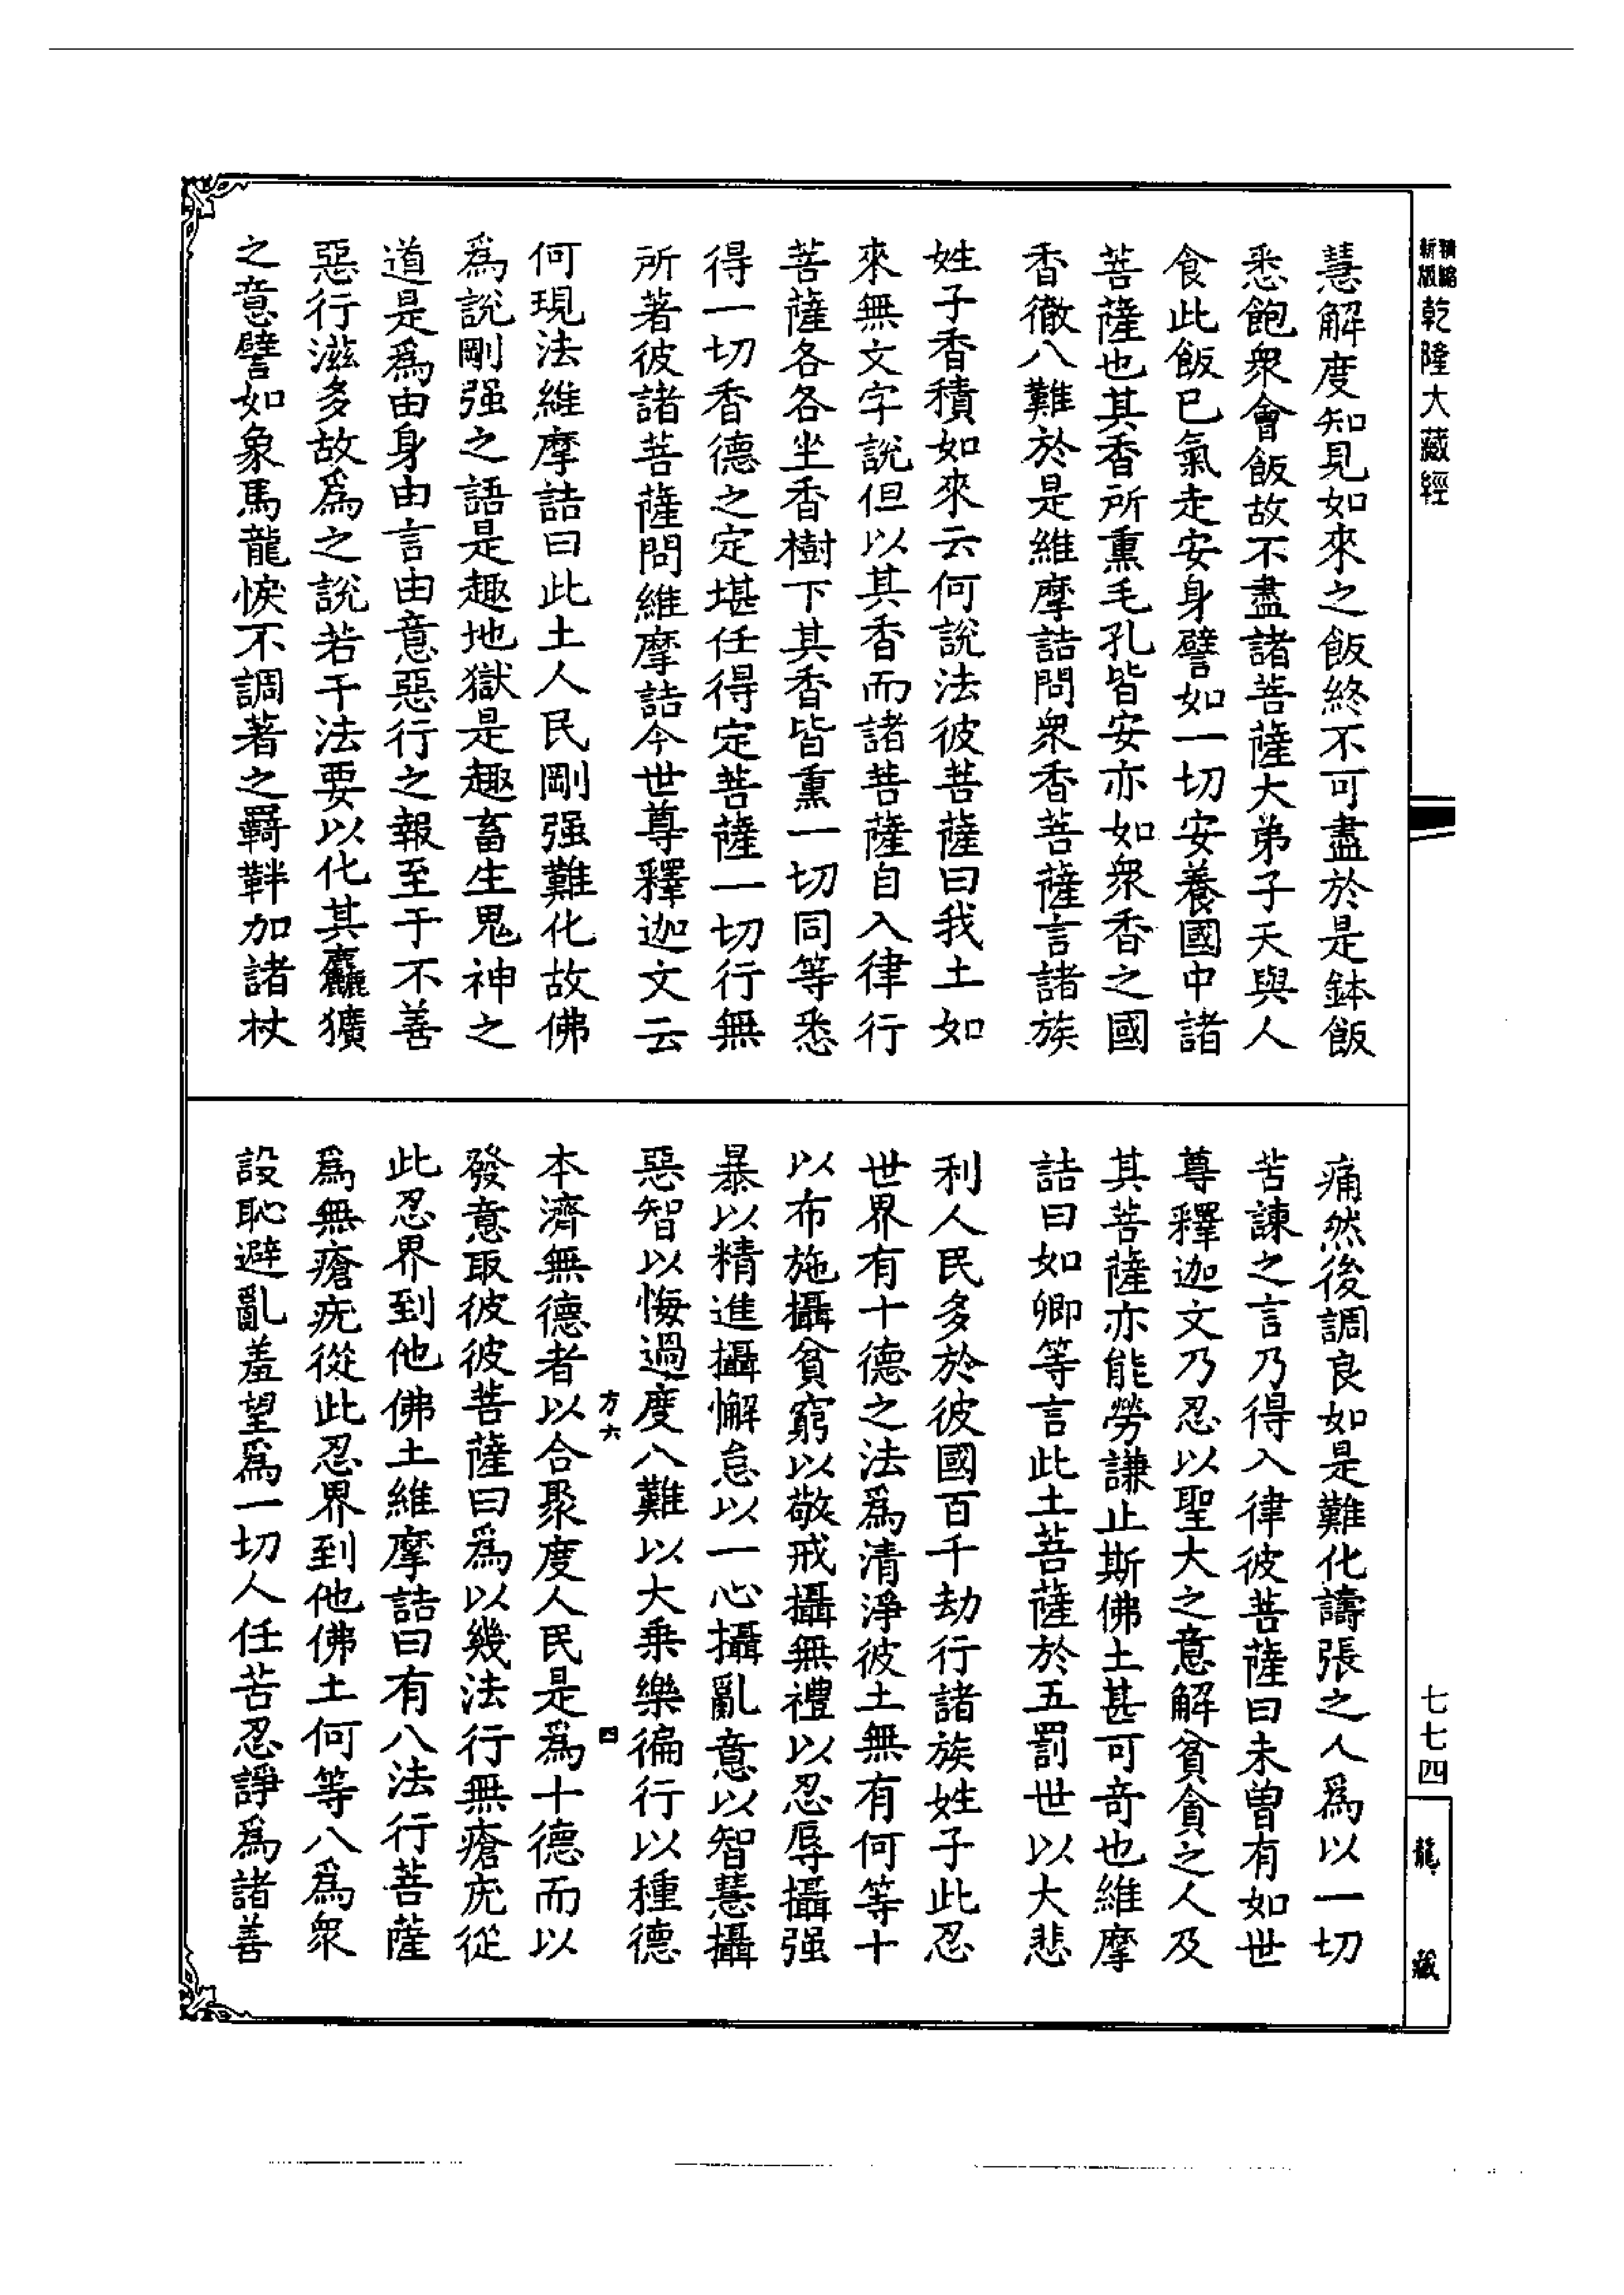 精縮新版乾隆大藏經
慧解度知見如來之飯終不可盡於是鉢飯
悉飽衆會飯故不盡諸菩薩大弟子天與人
食此飯已氣走安身譬如一切安養國中諸
菩薩也其香所熏毛孔皆安亦如衆香之國
香徹八難於是維摩詰問衆香菩薩言諸族
姓子香積如來云何說法彼菩薩曰我土如
來無文字說但以其香而諸菩薩自入律行
菩薩各各坐香樹下其香皆熏一切同等悉
得一切香德之定堪任得定菩薩一切行無
所著彼諸菩薩問維摩詰今世尊釋迦文云
何現法維摩詰曰此土人民剛强難化故佛
爲說剛强之語是趣地獄是趣畜生鬼神之
道是爲由身由言由意惡行之報至于不善
惡行滋多故爲之說若干法要以化其麤獷
之意譬如象馬龍悷不調著之羇靽加諸杖
痛然後調良如是難化譸張之人爲以一切
苦諫之言乃得入律彼菩薩曰未曾有如世
尊釋迦文乃忍以聖大之意解貧貪之人及
其菩薩亦能勞謙止斯佛土甚可奇也維摩
詰曰如卿等言此土菩薩於五罰世以大悲
利人民多於彼國百千劫行諸族姓子此忍
世界有十德之法爲清淨彼土無有何等十
以布施攝貧窮以敬戒攝無禮以忍辱攝强
暴以精進攝懈怠以一心攝亂意以智慧攝
惡智以悔過度八難以大乗樂徧行以種德
方六 四
本濟無德者以合聚度人民是爲十德而以
發意取彼彼菩薩曰爲以幾法行無瘡疣從
此忍界到他佛土維摩詰曰有八法行菩薩
爲無瘡疣從此忍界到他佛土何等八爲衆
設恥避亂羞望爲一切人任苦忍諍爲諸善
七七四
龍藏